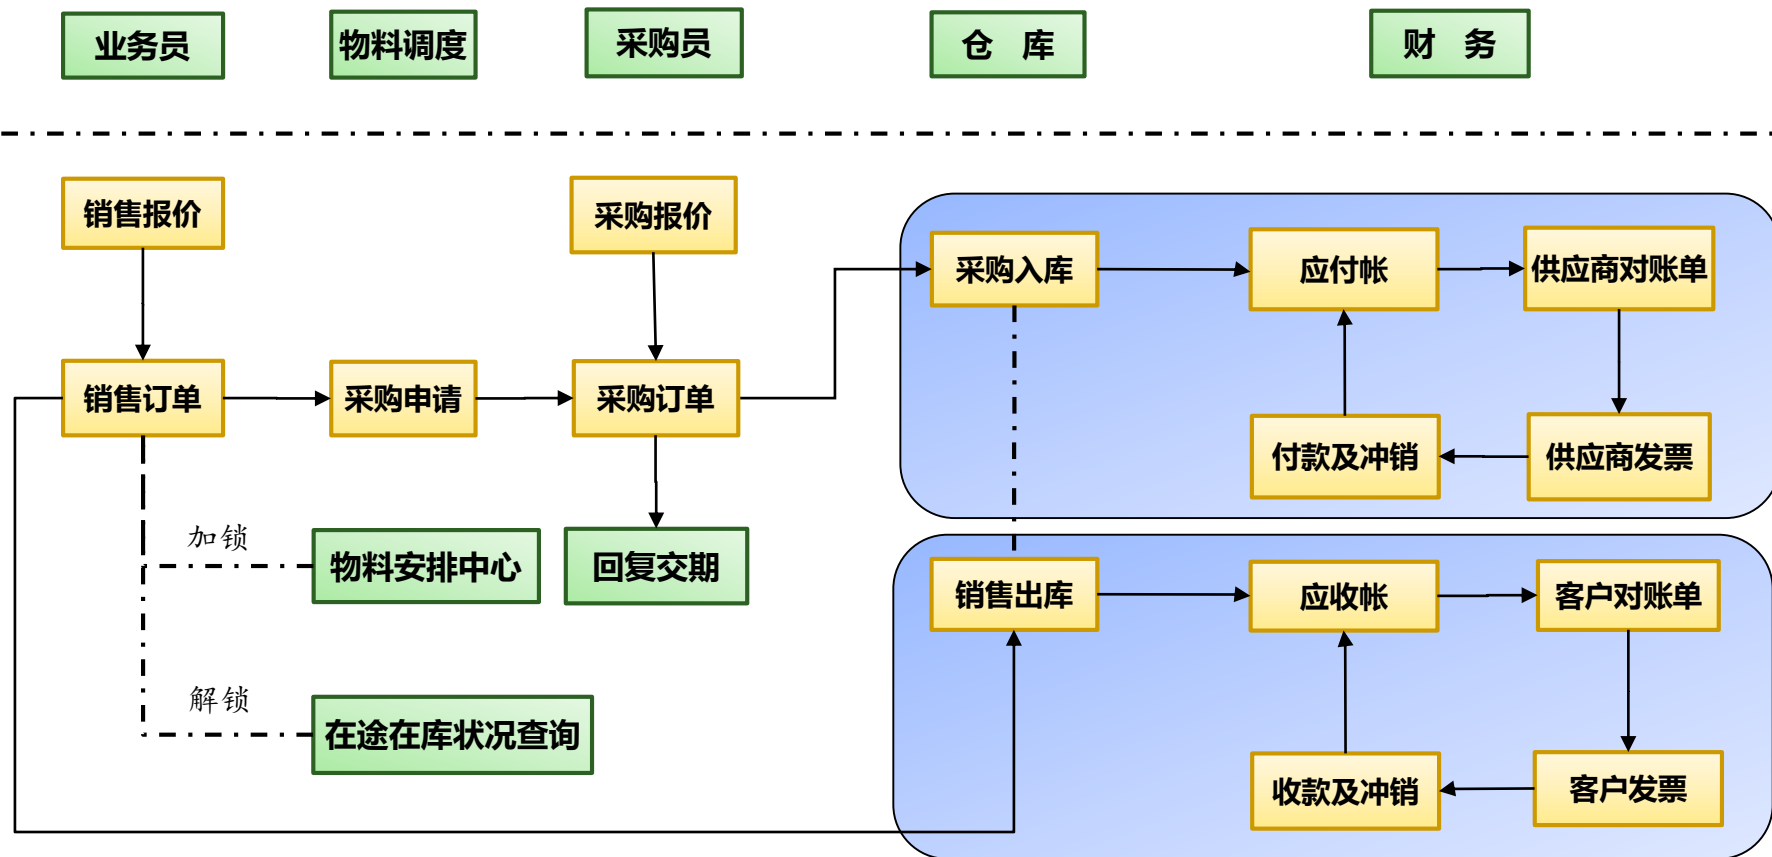 业务员
物料调度
采购员
仓 库
财 务
销售报价
采购报价
采购入库
应付帐
供应商对账单
销售订单
采购申请
采购订单
付款及冲销
供应商发票
加锁
物料安排中心
回复交期
销售出库
应收帐
客户对账单
解锁
在途在库状况查询
收款及冲销
客户发票